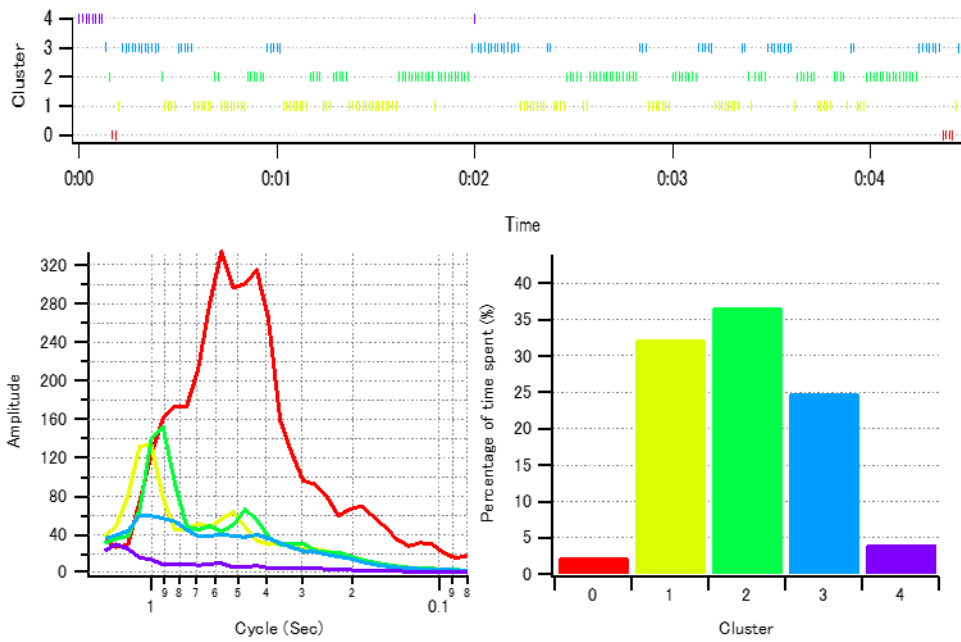 Cluster
4
3
2
1
0
0:00 0:01 0:02 0:03 0:04
Time
Amplitude
320
280
240
200
160
120
80
40
0
9 8 7 6 5 4 3 2 9 8
1 0.1
Cycle (Sec)
Percentage of time spent (%)
40
35
30
25
20
15
10
5
0
0 1 2 3 4
Cluster